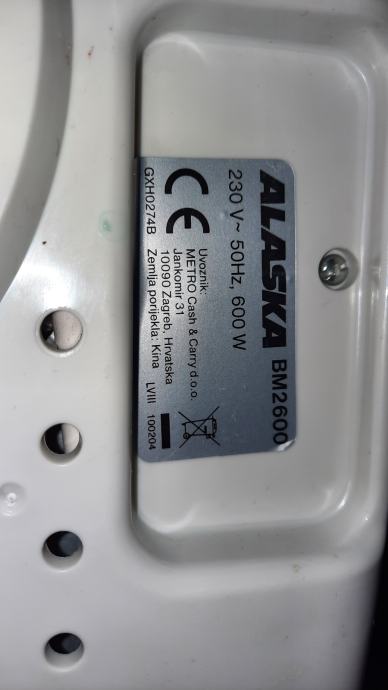 ALASKA BM2600
230 V~ 50Hz, 600 W
CE
Uvoznik:
METRO Cash & Carry d.o.o.
Jankomir 31
10090 Zagreb, Hrvatska
Zemlja porijekla: Kina
GXH0274B
LVIII 100204